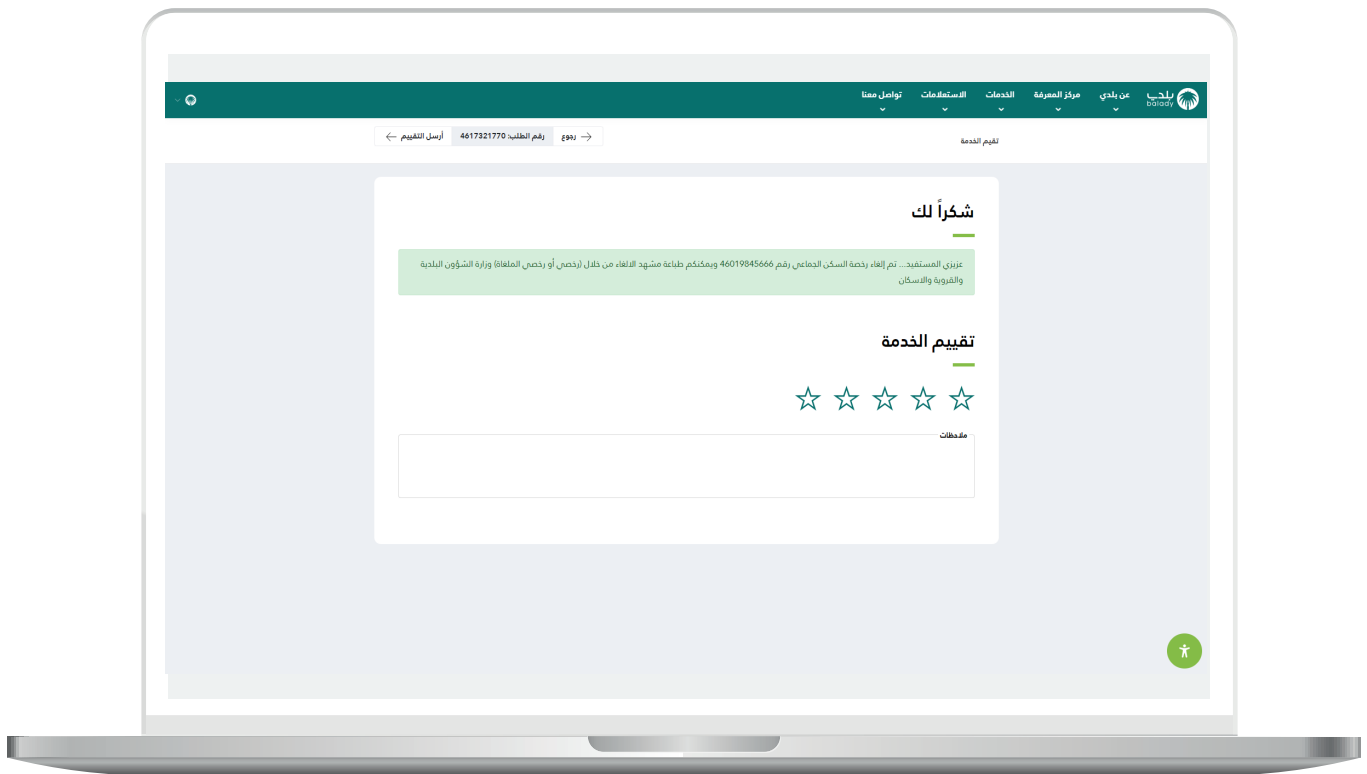 بلدي
balady
عن بلدي
مركز المعرفة
الخدمات
الاستعلامات
تواصل معنا
تقيم الخدمة
رجوع
رقم الطلب: 4617321770
أرسل التقييم
شكراً لك
عزيزي المستفيد... تم إلغاء رخصة السكن الجماعي رقم 46019845666 ويمكنكم طباعة مشهد الالغاء من خلال (رخصي أو رخصي الملغاة) وزارة الشؤون البلدية
والقروية والاسكان
تقييم الخدمة
ملاحظات